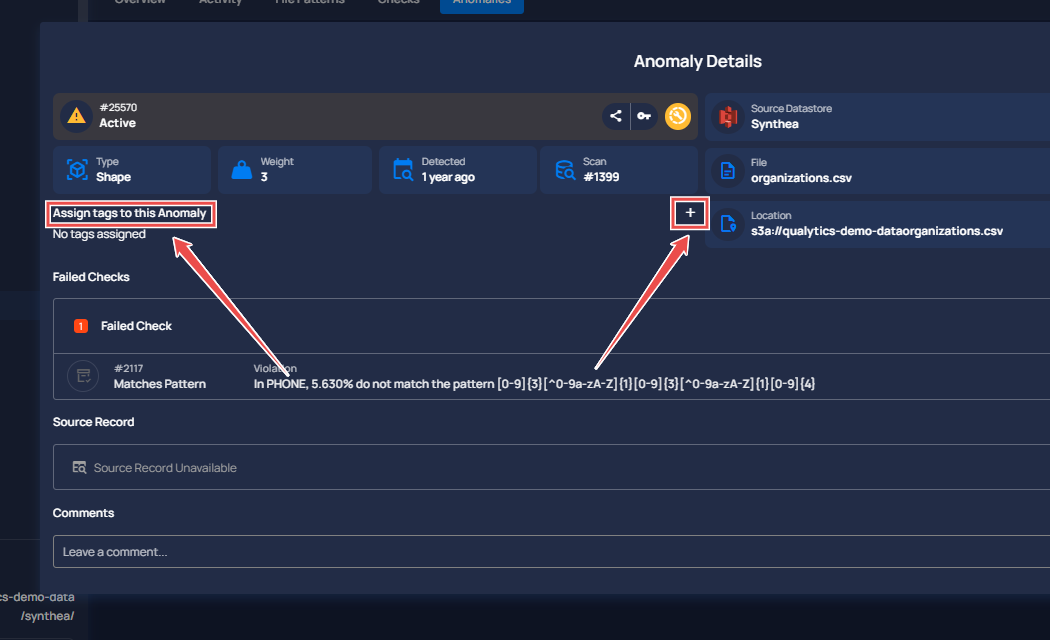 Overview Activity File Patterns Checks Anomalies
Anomaly Details
#25570
Active
Source Datastore
Synthea
Type
Shape
Weight
3
Detected
1 year ago
Scan
#1399
File
organizations.csv
Assign tags to this Anomaly
+
No tags assigned
Location
s3a://qualytics-demo-dataorganizations.csv
Failed Checks
1 Failed Check
#2117
Matches Pattern
Violation
In PHONE, 5.630% do not match the pattern [0-9]{3}[^0-9a-zA-Z]{1}[0-9]{3}[^0-9a-zA-Z]{1}[0-9]{4}
Source Record
Source Record Unavailable
Comments
Leave a comment...
cs-demo-data
/synthea/